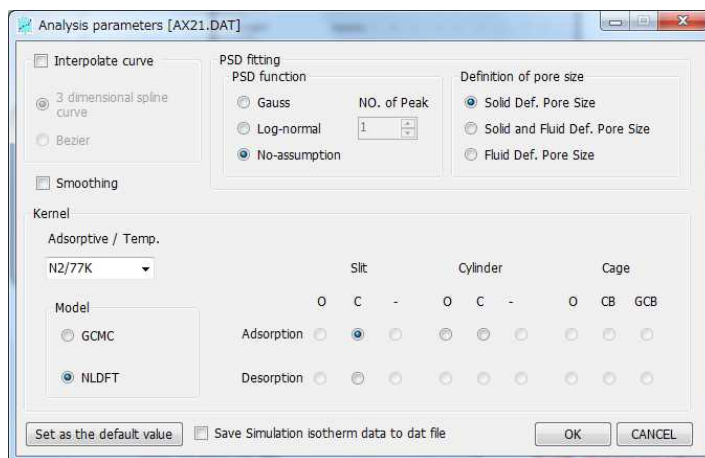 Analysis parameters [AX21.DAT]
Interpolate curve
3 dimensional spline
curve
Bezier
Smoothing
PSD fitting
PSD function
Gauss
NO. of Peak
Log-normal
1
No-assumption
Definition of pore size
Solid Def. Pore Size
Solid and Fluid Def. Pore Size
Fluid Def. Pore Size
Kernel
Adsorptive / Temp.
N2/77K
Model
GCMC
NLDFT
Slit Cylinder Cage
O C - O C - O CB GCB
Adsorption
Desorption
Set as the default value
Save Simulation isotherm data to dat file
OK
CANCEL